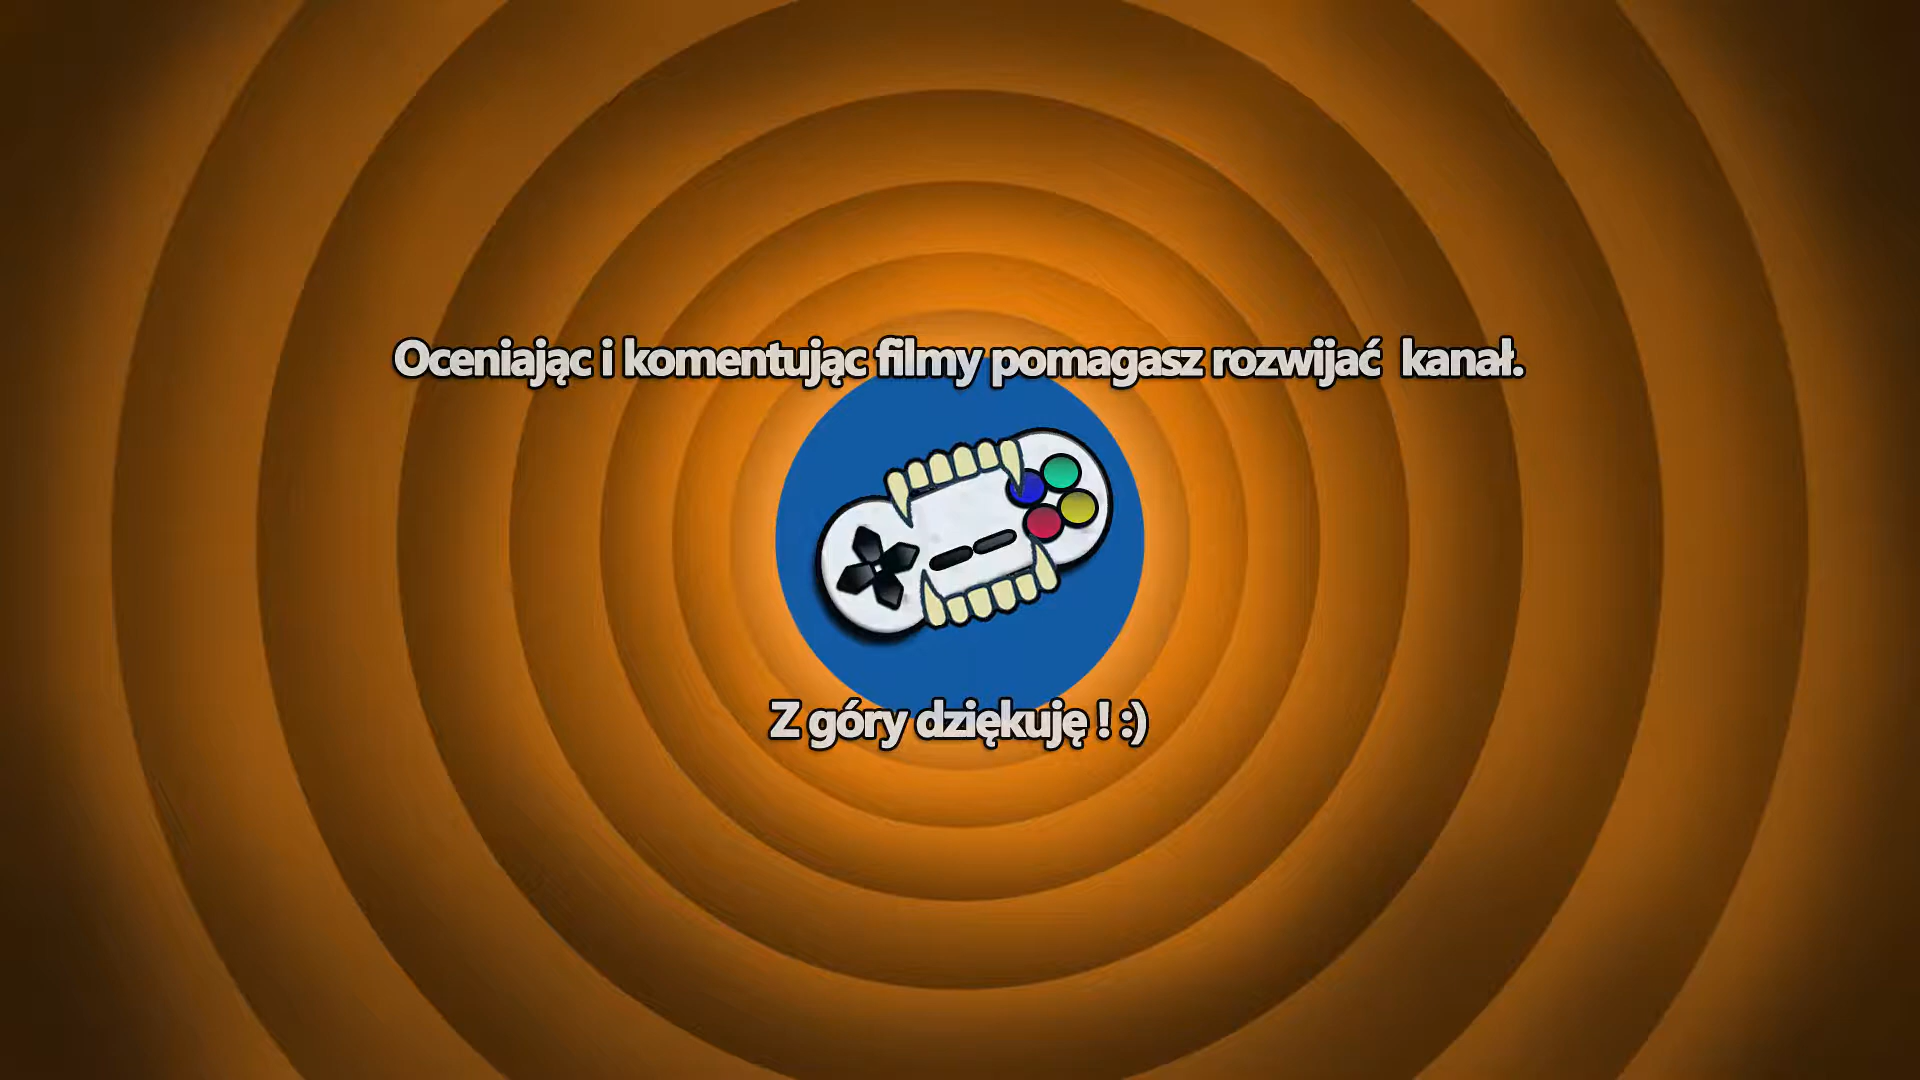 Oceniając i komentując filmy pomagasz rozwijać  kanał.
Z góry dziękuję ! :)